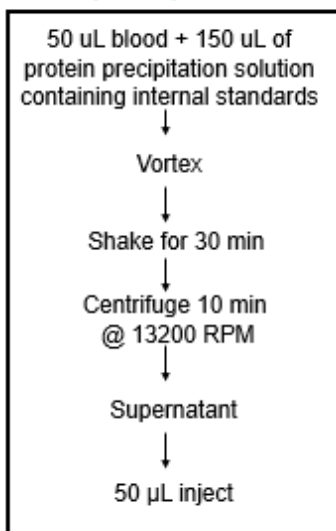 50 uL blood + 150 uL of
protein precipitation solution
containing internal standards
Vortex
Shake for 30 min
Centrifuge 10 min
@ 13200 RPM
Supernatant
50 µL inject